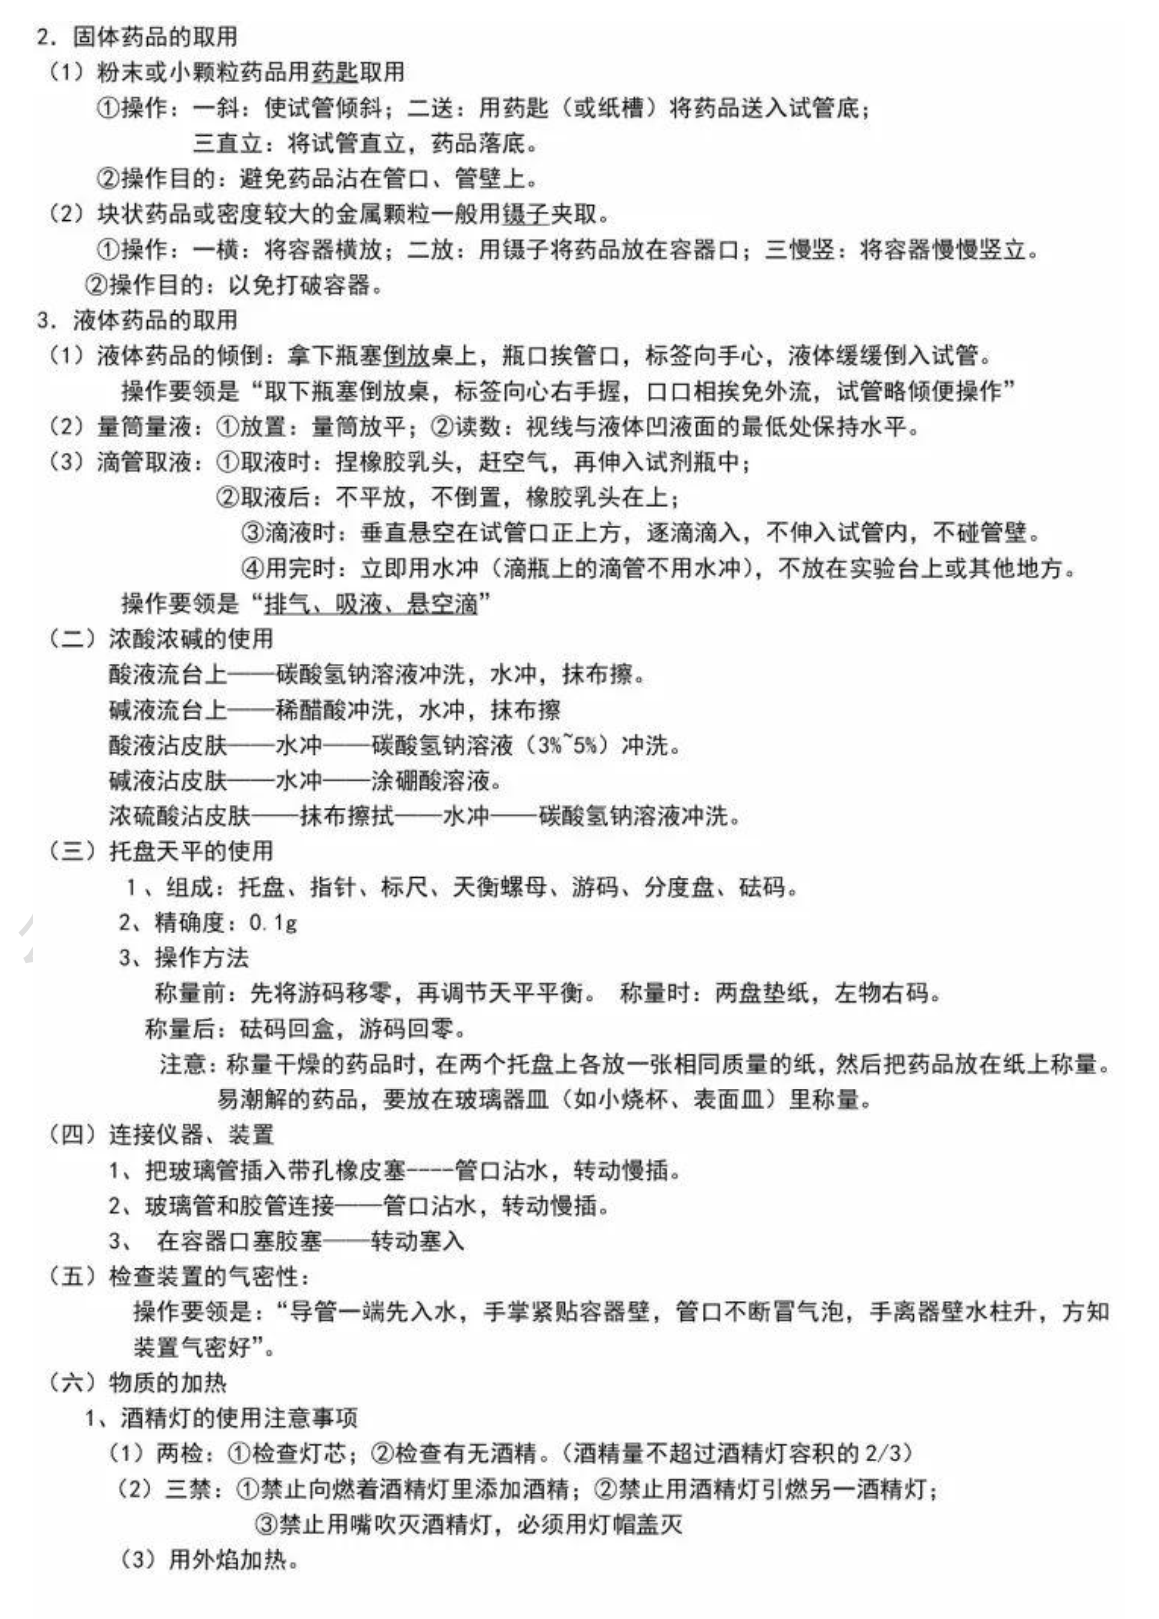 2．固体药品的取用
（1）粉末或小颗粒药品用药匙取用
①操作：一斜：使试管倾斜；二送：用药匙（或纸槽）将药品送入试管底；
三直立：将试管直立，药品落底。
②操作目的：避免药品沾在管口、管壁上。
（2）块状药品或密度较大的金属颗粒一般用镊子夹取。
①操作：一横：将容器横放；二放：用镊子将药品放在容器口；三慢竖：将容器慢慢竖立。
②操作目的：以免打破容器。
3．液体药品的取用
（1）液体药品的倾倒：拿下瓶塞倒放桌上，瓶口挨管口，标签向手心，液体缓缓倒入试管。
操作要领是“取下瓶塞倒放桌，标签向心右手握，口口相挨免外流，试管略倾便操作”
（2）量筒量液：①放置：量筒放平；②读数：视线与液体凹液面的最低处保持水平。
（3）滴管取液：①取液时：捏橡胶乳头，赶空气，再伸入试剂瓶中；
②取液后：不平放，不倒置，橡胶乳头在上；
③滴液时：垂直悬空在试管口正上方，逐滴滴入，不伸入试管内，不碰管壁。
④用完时：立即用水冲（滴瓶上的滴管不用水冲），不放在实验台上或其他地方。
操作要领是“排气、吸液、悬空滴”
（二）浓酸浓碱的使用
酸液流台上——碳酸氢钠溶液冲洗，水冲，抹布擦。
碱液流台上——稀醋酸冲洗，水冲，抹布擦
酸液沾皮肤——水冲——碳酸氢钠溶液（3%~5%）冲洗。
碱液沾皮肤——水冲——涂硼酸溶液。
浓硫酸沾皮肤——抹布擦拭——水冲——碳酸氢钠溶液冲洗。
（三）托盘天平的使用
1、组成：托盘、指针、标尺、天衡螺母、游码、分度盘、砝码。
2、精确度：0.1g
3、操作方法
称量前：先将游码移零，再调节天平平衡。 称量时：两盘垫纸，左物右码。
称量后：砝码回盒，游码回零。
注意：称量干燥的药品时，在两个托盘上各放一张相同质量的纸，然后把药品放在纸上称量。
易潮解的药品，要放在玻璃器皿（如小烧杯、表面皿）里称量。
（四）连接仪器、装置
1、把玻璃管插入带孔橡皮塞----管口沾水，转动慢插。
2、玻璃管和胶管连接——管口沾水，转动慢插。
3、 在容器口塞胶塞——转动塞入
（五）检查装置的气密性：
操作要领是：“导管一端先入水，手掌紧贴容器壁，管口不断冒气泡，手离器壁水柱升，方知
装置气密好”。
（六）物质的加热
1、酒精灯的使用注意事项
（1）两检：①检查灯芯；②检查有无酒精。（酒精量不超过酒精灯容积的 2/3）
（2）三禁：①禁止向燃着酒精灯里添加酒精；②禁止用酒精灯引燃另一酒精灯；
③禁止用嘴吹灭酒精灯，必须用灯帽盖灭
（3）用外焰加热。